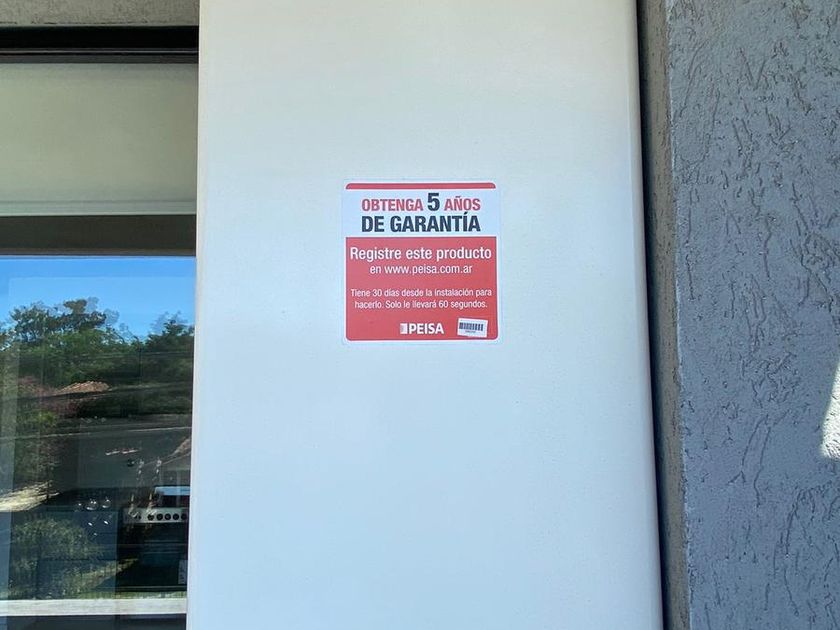 OBTENGA 5 AÑOS
DE GARANTÍA
Registre este producto
en www.peisa.com.ar
Tiene 30 días desde la instalación para
hacerlo. Solo le llevará 60 segundos.
PEISA